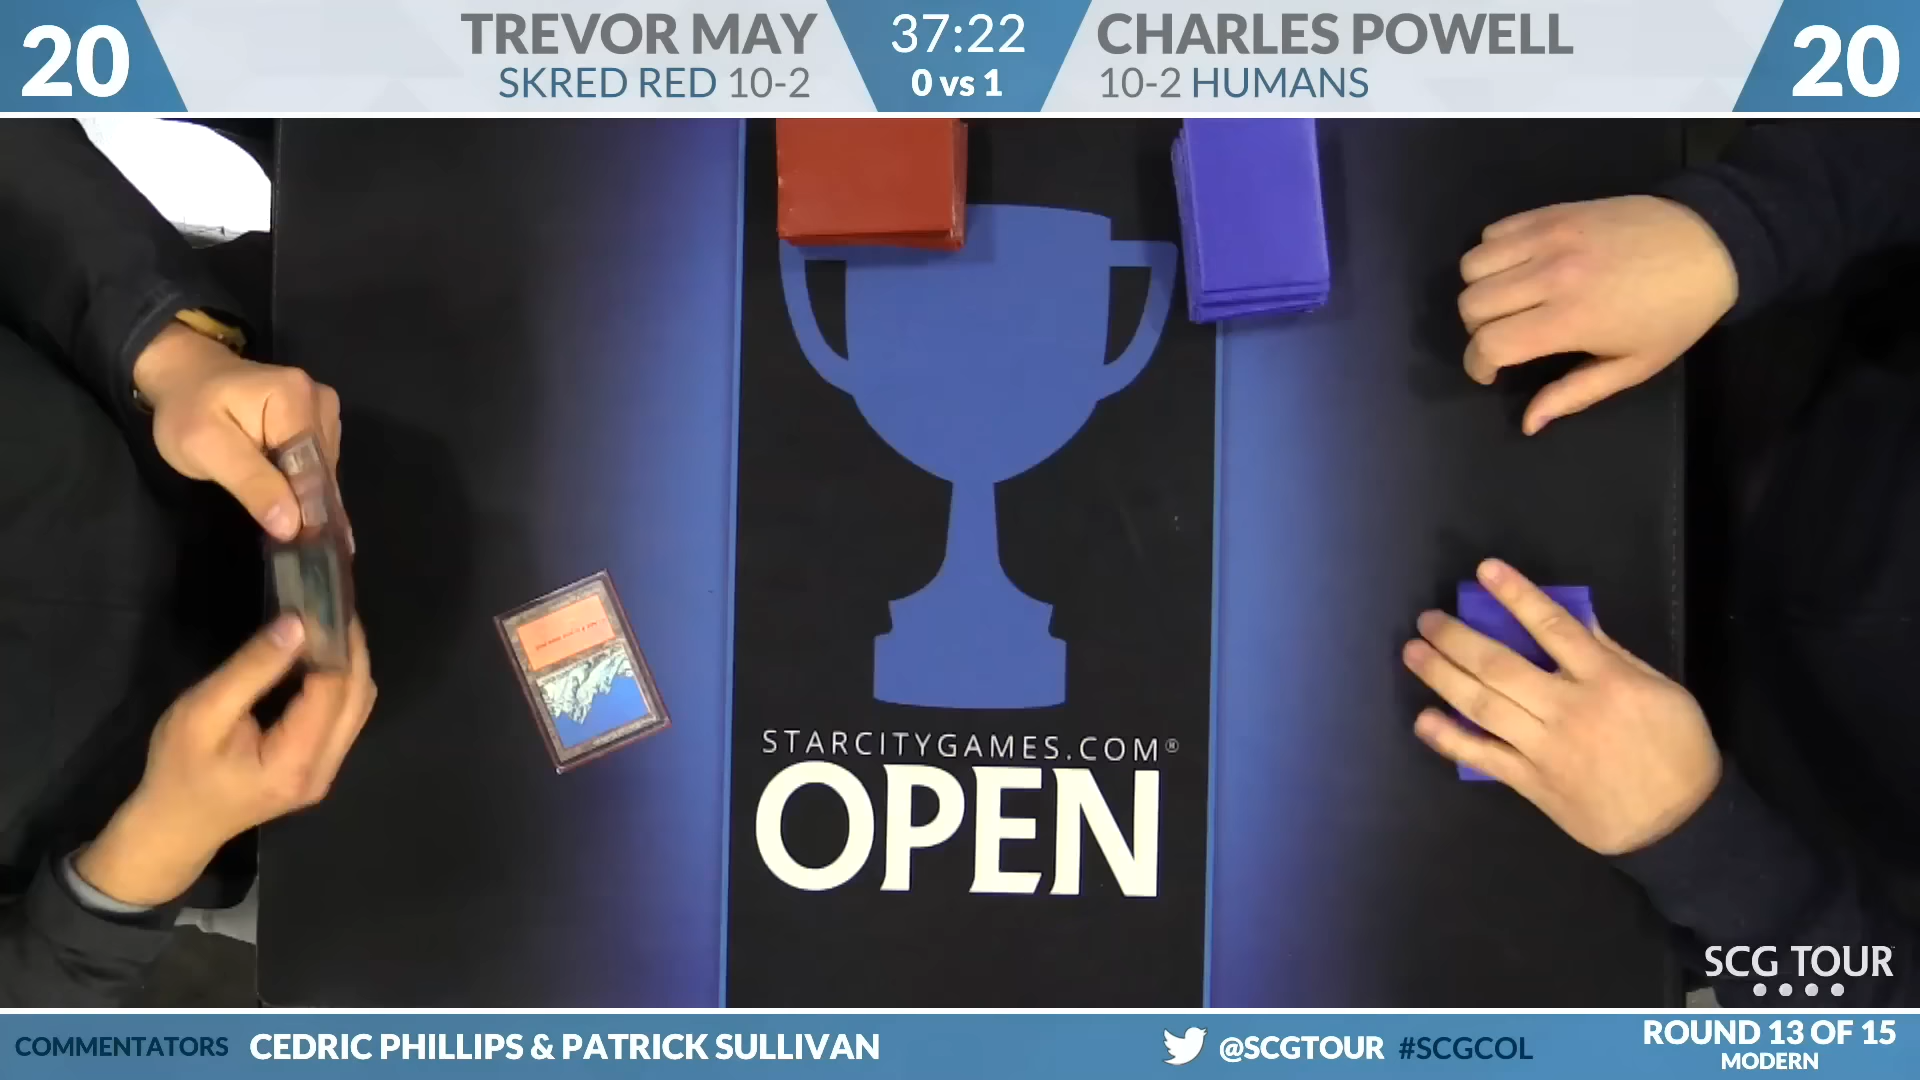 20
TREVOR MAY
SKRED RED 10-2
37:22
0 vs 1
CHARLES POWELL
10-2 HUMANS
20
STARCITYGAMES.COM®
OPEN
SCG TOUR
COMMENTATORS CEDRIC PHILLIPS & PATRICK SULLIVAN
@SCGTOUR #SCGCOL
ROUND 13 OF 15
MODERN